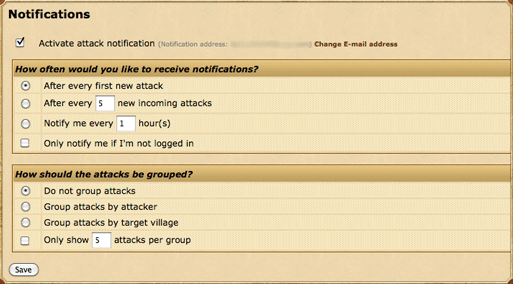 Notifications
Activate attack notification (Notification address: Change E-mail address
How often would you like to receive notifications?
After every first new attack
After every 5 new incoming attacks
Notify me every 1 hour(s)
Only notify me if I'm not logged in
How should the attacks be grouped?
Do not group attacks
Group attacks by attacker
Group attacks by target village
Only show 5 attacks per group
Save